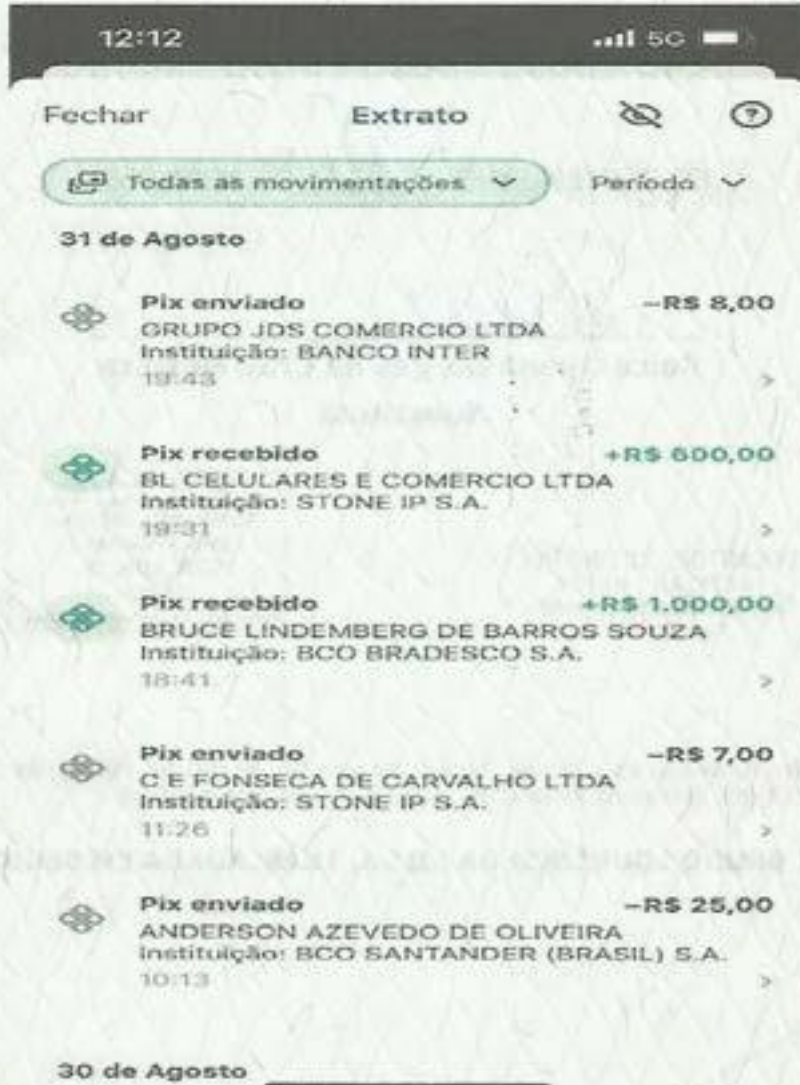 12:12
5G
Fechar Extrato
Todas as movimentações Período
31 de Agosto
Pix enviado −R$ 8,00
GRUPO JDS COMERCIO LTDA
Instituição: BANCO INTER
19:43
Pix recebido +R$ 600,00
BL CELULARES E COMERCIO LTDA
Instituição: STONE IP S.A.
19:31
Pix recebido +R$ 1.000,00
BRUCE LINDEMBERG DE BARROS SOUZA
Instituição: BCO BRADESCO S.A.
18:41
Pix enviado −R$ 7,00
C E FONSECA DE CARVALHO LTDA
Instituição: STONE IP S.A.
11:26
Pix enviado −R$ 25,00
ANDERSON AZEVEDO DE OLIVEIRA
Instituição: BCO SANTANDER (BRASIL) S.A.
10:13
30 de Agosto